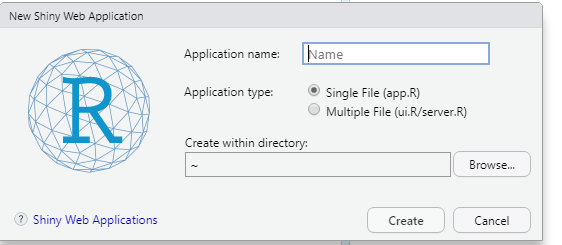 New Shiny Web Application
Application name: Name
Application type: Single File (app.R)
Multiple File (ui.R/server.R)
Create within directory:
~ Browse...
R
? Shiny Web Applications Create Cancel